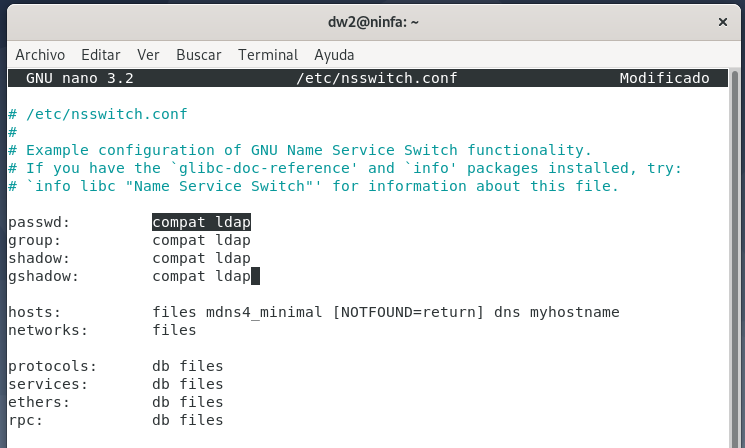 dw2@ninfa: ~
Archivo Editar Ver Buscar Terminal Ayuda
GNU nano 3.2 /etc/nsswitch.conf Modificado
# /etc/nsswitch.conf
#
# Example configuration of GNU Name Service Switch functionality.
# If you have the `glibc-doc-reference' and `info' packages installed, try:
# `info libc "Name Service Switch"' for information about this file.
passwd: compat ldap
group: compat ldap
shadow: compat ldap
gshadow: compat ldap
hosts: files mdns4_minimal [NOTFOUND=return] dns myhostname
networks: files
protocols: db files
services: db files
ethers: db files
rpc: db files